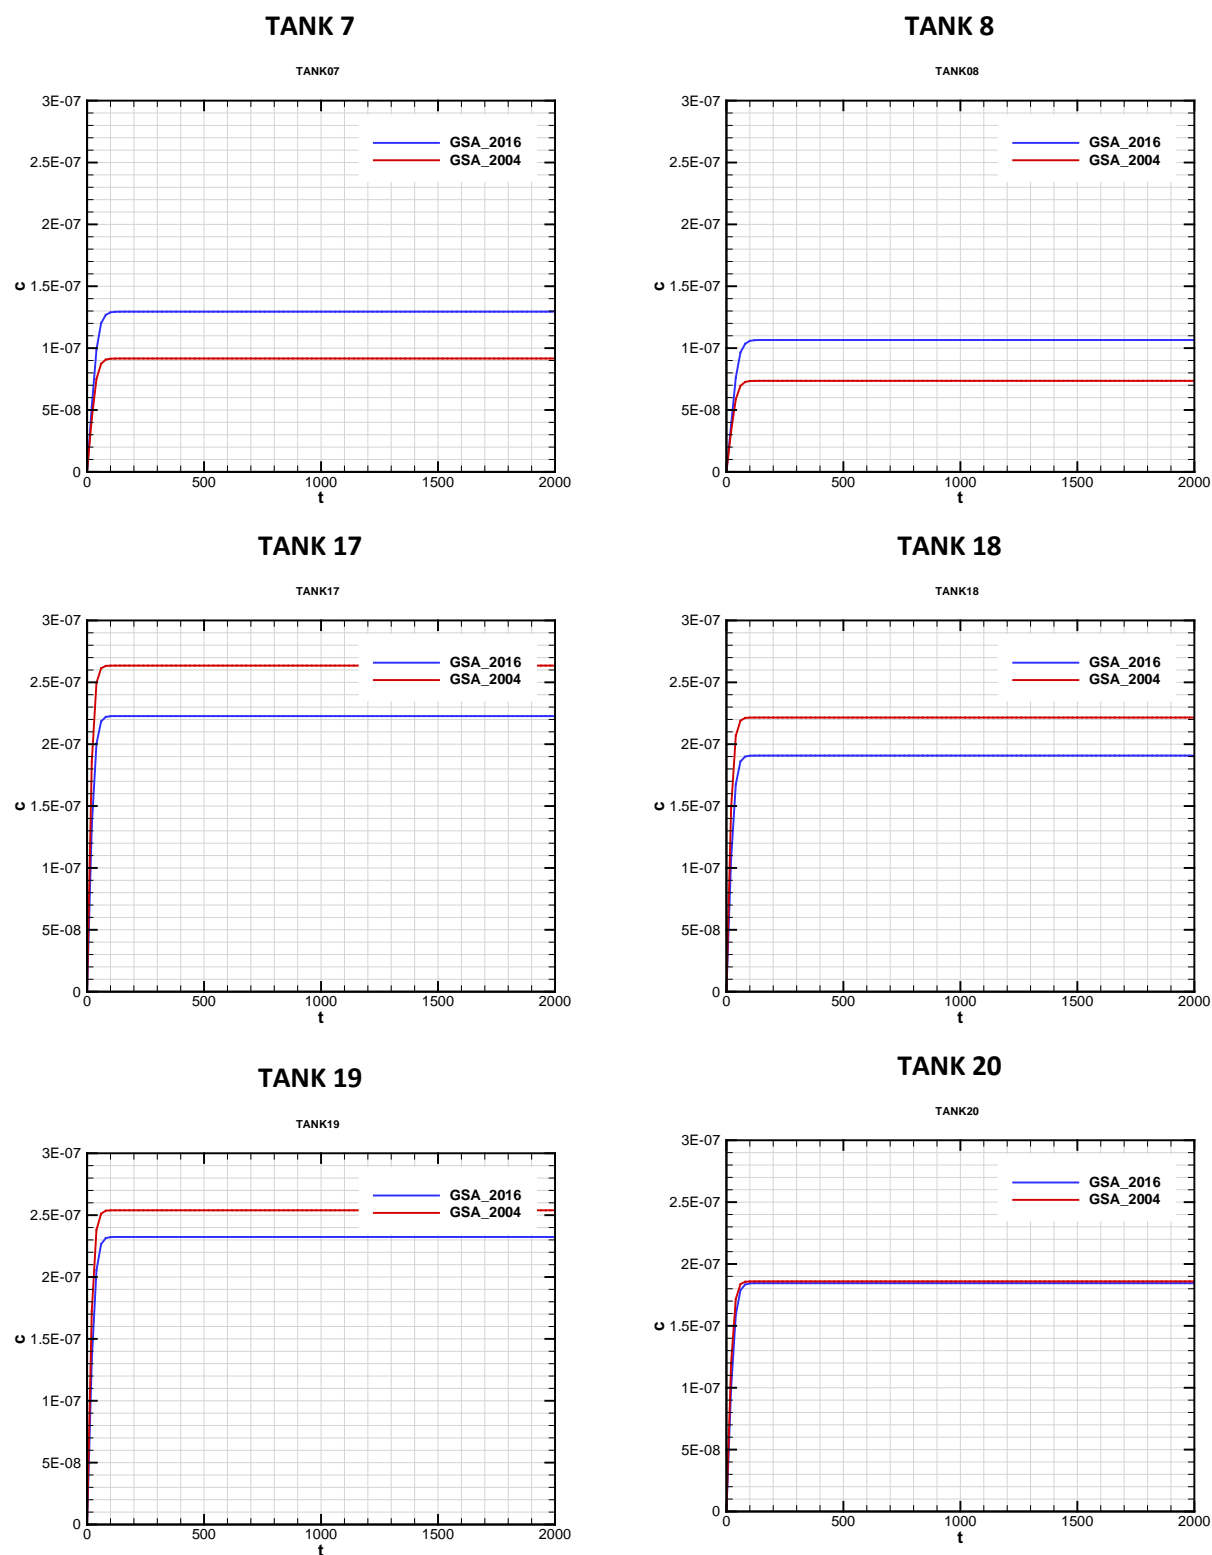 TANK 7
TANK07
3E-07
2.5E-07
2E-07
1.5E-07
1E-07
5E-08
0
c
0 500 1000 1500 2000
t
GSA_2016
GSA_2004
TANK 8
TANK08
3E-07
2.5E-07
2E-07
1.5E-07
1E-07
5E-08
0
c
0 500 1000 1500 2000
t
GSA_2016
GSA_2004
TANK 17
TANK17
3E-07
2.5E-07
2E-07
1.5E-07
1E-07
5E-08
0
c
0 500 1000 1500 2000
t
GSA_2016
GSA_2004
TANK 18
TANK18
3E-07
2.5E-07
2E-07
1.5E-07
1E-07
5E-08
0
c
0 500 1000 1500 2000
t
GSA_2016
GSA_2004
TANK 19
TANK19
3E-07
2.5E-07
2E-07
1.5E-07
1E-07
5E-08
0
c
0 500 1000 1500 2000
t
GSA_2016
GSA_2004
TANK 20
TANK20
3E-07
2.5E-07
2E-07
1.5E-07
1E-07
5E-08
0
c
0 500 1000 1500 2000
t
GSA_2016
GSA_2004